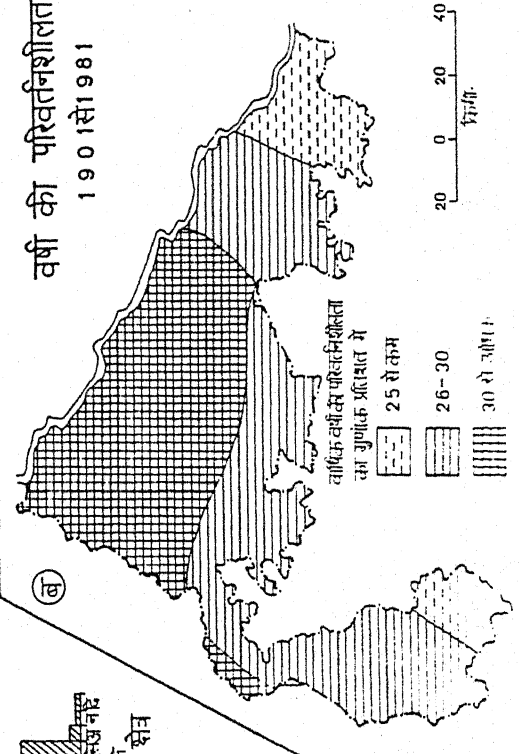 वर्षा की परिवर्तनशीलता
1901से1981
ब
वार्षिक वर्षा की परिवर्तनशीलता
का गुणांक प्रतिशत में
25 से कम
26-30
30 से अधिक
20 0 20 40
किमी.
क्षेत्र